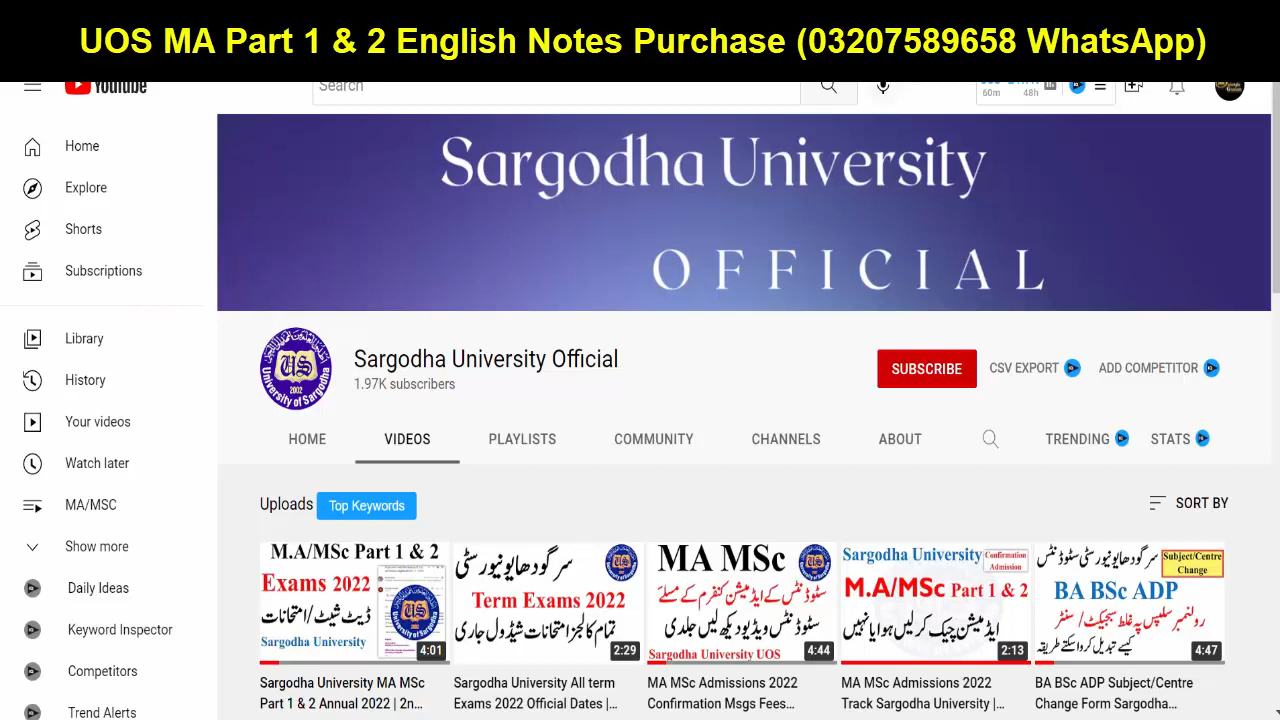 UOS MA Part 1 & 2 English Notes Purchase (03207589658 WhatsApp)
YouTube
Search
60m 48h
Home
Explore
Shorts
Subscriptions
Library
History
Your videos
Watch later
MA/MSC
Show more
Daily Ideas
Keyword Inspector
Competitors
Trend Alerts
Sargodha University
OFFICIAL
US
2002
University of Sargodha
Sargodha University Official
1.97K subscribers
SUBSCRIBE
CSV EXPORT
ADD COMPETITOR
HOME VIDEOS PLAYLISTS COMMUNITY CHANNELS ABOUT TRENDING STATS
Uploads Top Keywords
SORT BY
M.A/MSc Part 1 & 2
Exams 2022
ڈیٹ شیٹ/امتحانات
Sargodha University
4:01
Sargodha University MA MSc
Part 1 & 2 Annual 2022 | 2n...
سرگودھا یونیورسٹی
Term Exams 2022
تمام کالجز امتحانات شیڈول جاری
2:29
Sargodha University All term
Exams 2022 Official Dates |...
MA MSc
سٹوڈنٹس کے ایڈمیشن کنفرم کے مسلے
سٹوڈنٹس ویڈیو دیکھ لیں جلدی
Sargodha University UOS
4:44
MA MSc Admissions 2022
Confirmation Msgs Fees...
Sargodha University
Confirmation
Admission
M.A/MSc Part 1 & 2
ایڈمیشن چیک کر لیں ہوا یا نہیں
2:13
MA MSc Admissions 2022
Track Sargodha University |...
سرگودھا یونیورسٹی سٹوڈنٹس
Subject/Centre
Change
BA BSc ADP
رولنمبر سلپس پہ غلط سبجیکٹ/ سنٹر
کیسے تبدیل کروا سکتے طریقہ
4:47
BA BSc ADP Subject/Centre
Change Form Sargodha...